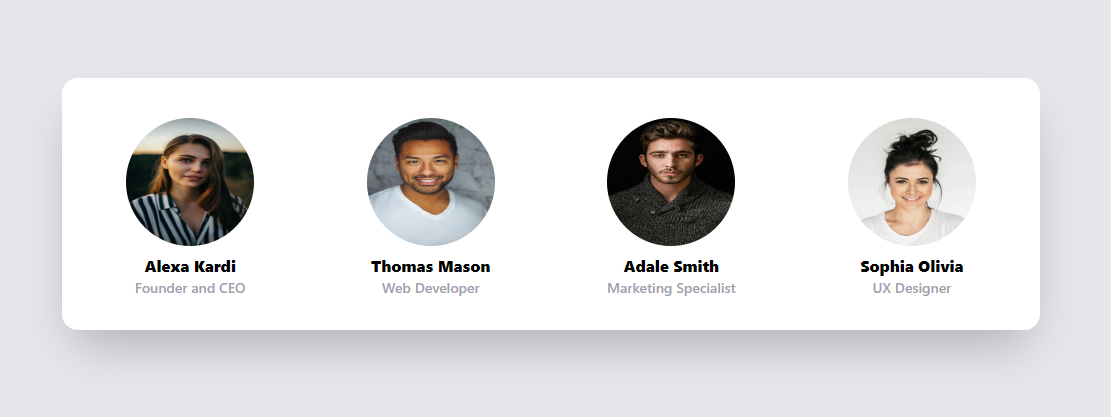 Alexa Kardi
Founder and CEO
Thomas Mason
Web Developer
Adale Smith
Marketing Specialist
Sophia Olivia
UX Designer